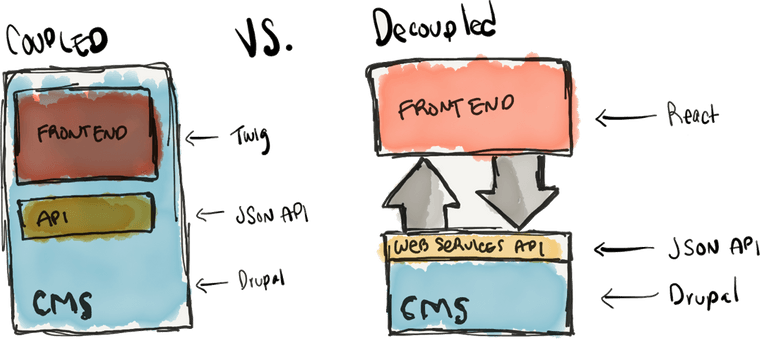 COUPLED
VS.
Decoupled
FRONTEND
Twig
API
JSON API
CMS
Drupal
FRONTEND
React
WEB SERVICES API
JSON API
CMS
Drupal